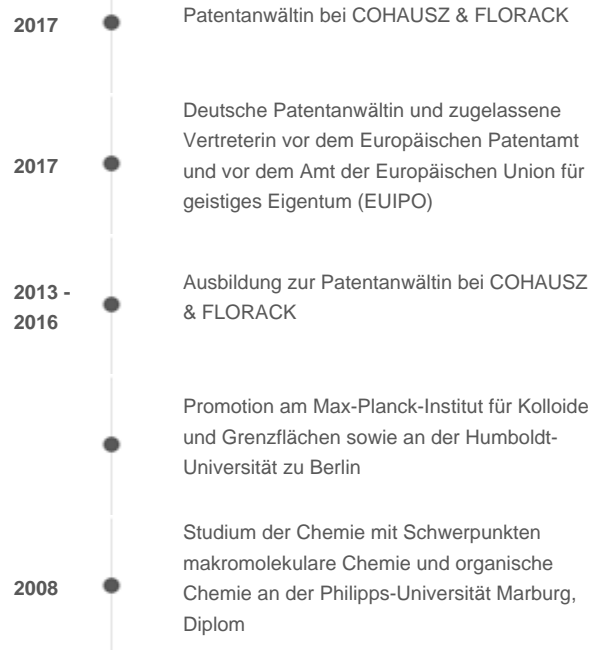 2017
Patentanwältin bei COHAUSZ & FLORACK
2017
Deutsche Patentanwältin und zugelassene
Vertreterin vor dem Europäischen Patentamt
und vor dem Amt der Europäischen Union für
geistiges Eigentum (EUIPO)
2013 -
2016
Ausbildung zur Patentanwältin bei COHAUSZ
& FLORACK
Promotion am Max-Planck-Institut für Kolloide
und Grenzflächen sowie an der Humboldt-
Universität zu Berlin
2008
Studium der Chemie mit Schwerpunkten
makromolekulare Chemie und organische
Chemie an der Philipps-Universität Marburg,
Diplom